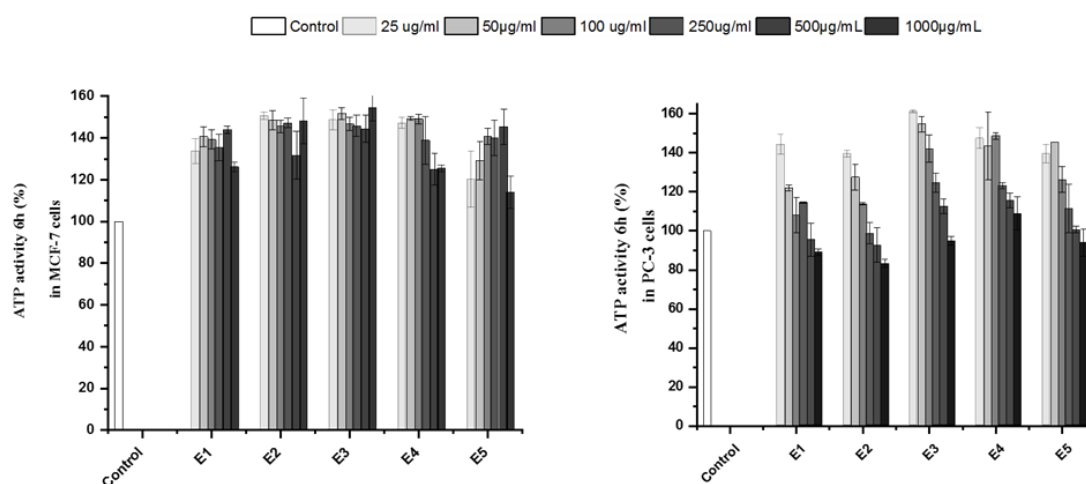 Control 25 ug/ml 50µg/ml 100 ug/ml 250ug/ml 500µg/mL 1000µg/mL
ATP activity 6h (%)
in MCF-7 cells
160
140
120
100
80
60
40
20
0
Control E1 E2 E3 E4 E5
ATP activity 6h (%)
in PC-3 cells
160
140
120
100
80
60
40
20
0
Control E1 E2 E3 E4 E5